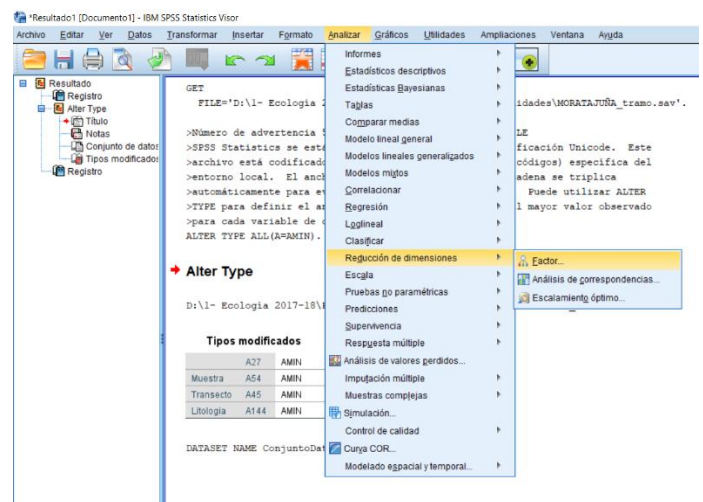 *Resultado1 [Documento1] - IBM SPSS Statistics Visor
Archivo Editar Ver Datos Transformar Insertar Formato Analizar Gráficos Utilidades Ampliaciones Ventana Ayuda
Resultado
Registro
Alter Type
Título
Notas
Conjunto de datos
Tipos modificados
Registro
GET
FILE='D:\1- Ecologia 2 idades\MORATAJUÑA_tramo.sav'.
>Número de advertencia 5 LE
>SPSS Statistics se está ficación Unicode. Este
>archivo está codificado códigos) especifica del
>entorno local. El anch adena se triplica
>automáticamente para ev Puede utilizar ALTER
>TYPE para definir el an l mayor valor observado
>para cada variable de c
ALTER TYPE ALL(A=AMIN).
Alter Type
D:\1- Ecologia 2017-18\
Tipos modificados
A27 AMIN
Muestra A54 AMIN
Transecto A45 AMIN
Litologia A144 AMIN
DATASET NAME ConjuntoDat
Informes
Estadísticos descriptivos
Estadísticas Bayesianas
Tablas
Comparar medias
Modelo lineal general
Modelos lineales generalizados
Modelos mixtos
Correlacionar
Regresión
Loglineal
Clasificar
Reducción de dimensiones
Escala
Pruebas no paramétricas
Predicciones
Supervivencia
Respuesta múltiple
Análisis de valores perdidos...
Imputación múltiple
Muestras complejas
Simulación...
Control de calidad
Curva COR...
Modelado espacial y temporal...
Factor...
Análisis de correspondencias...
Escalamiento óptimo...